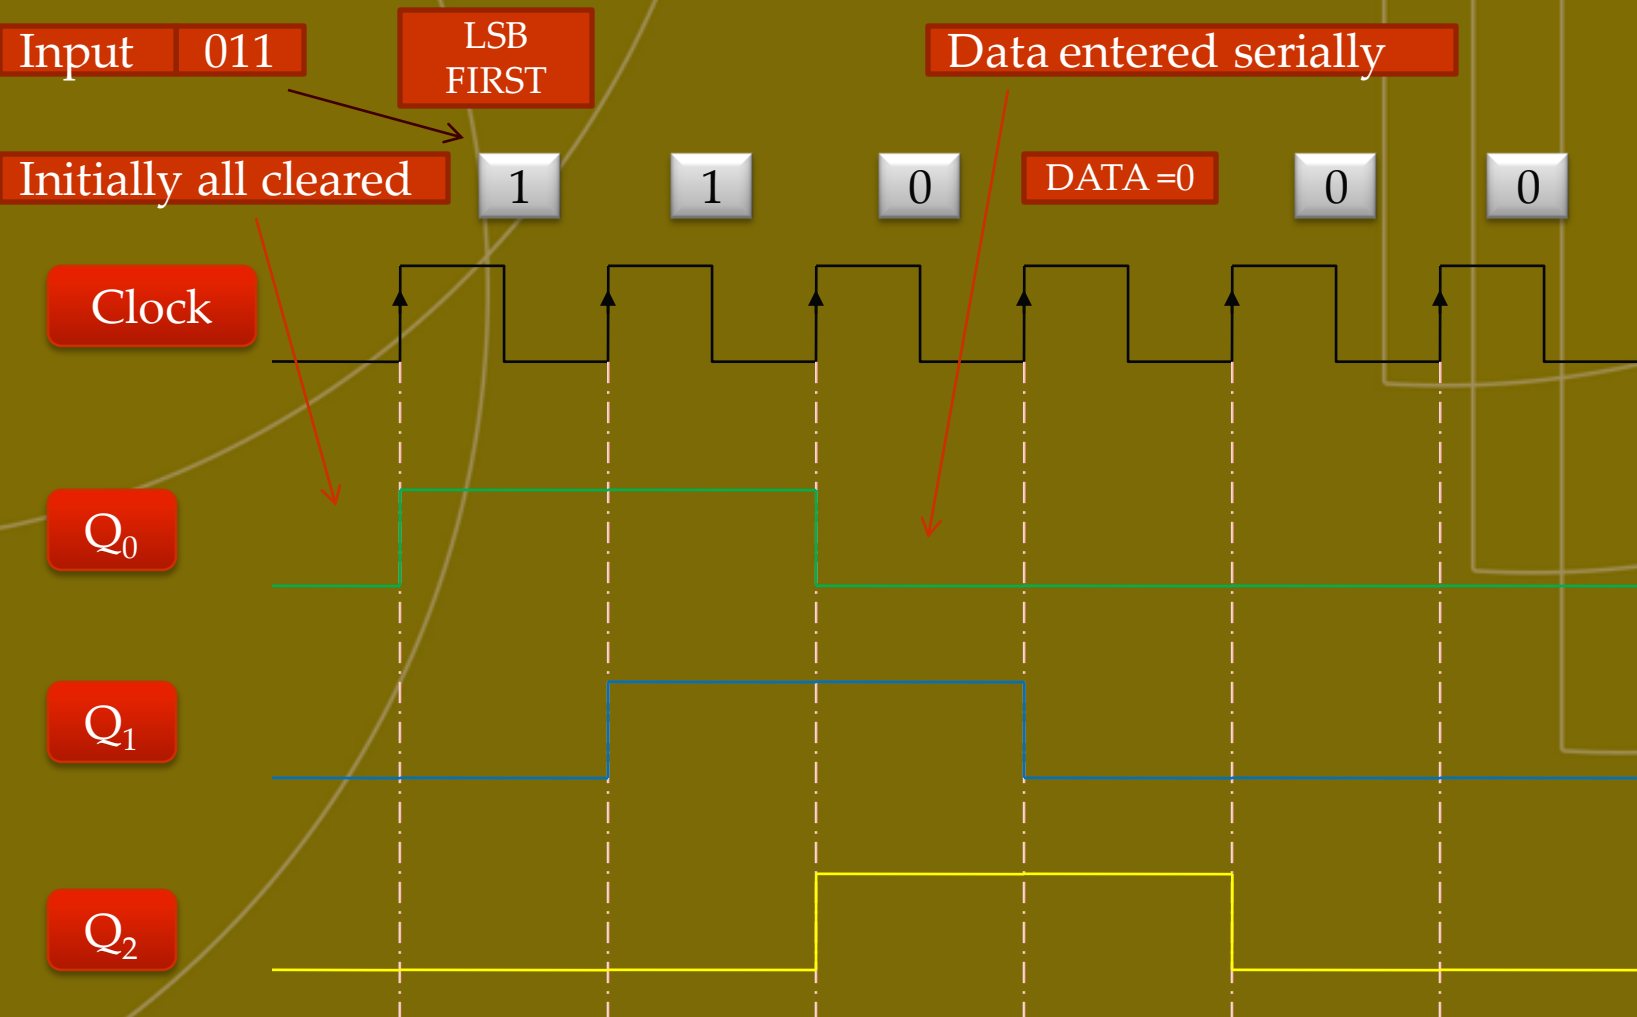 Input 011
LSB
FIRST
Data entered serially
Initially all cleared
1 1 0 DATA =0 0 0
Clock
Q₀
Q₁
Q₂